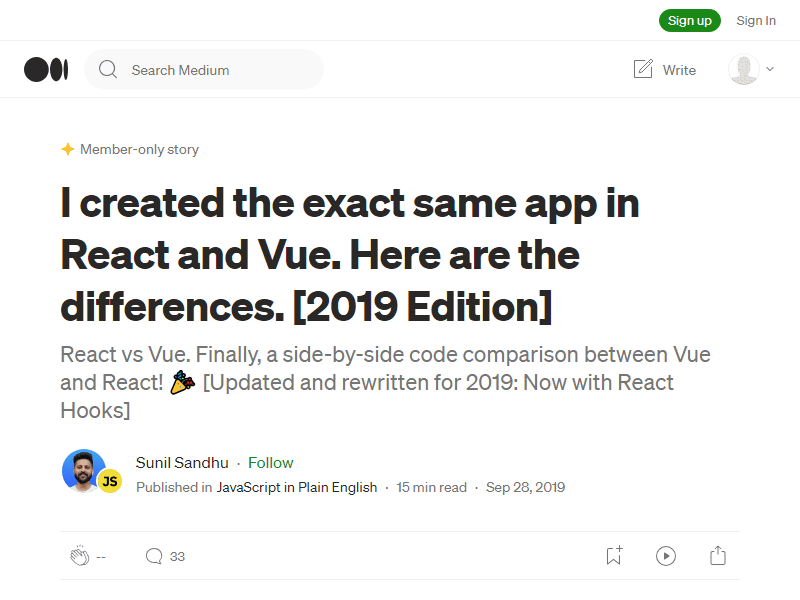 Sign up Sign In
Search Medium Write
Member-only story
I created the exact same app in
React and Vue. Here are the
differences. [2019 Edition]
React vs Vue. Finally, a side-by-side code comparison between Vue
and React! 🎉 [Updated and rewritten for 2019: Now with React
Hooks]
Sunil Sandhu · Follow
JS
Published in JavaScript in Plain English · 15 min read · Sep 28, 2019
-- 33